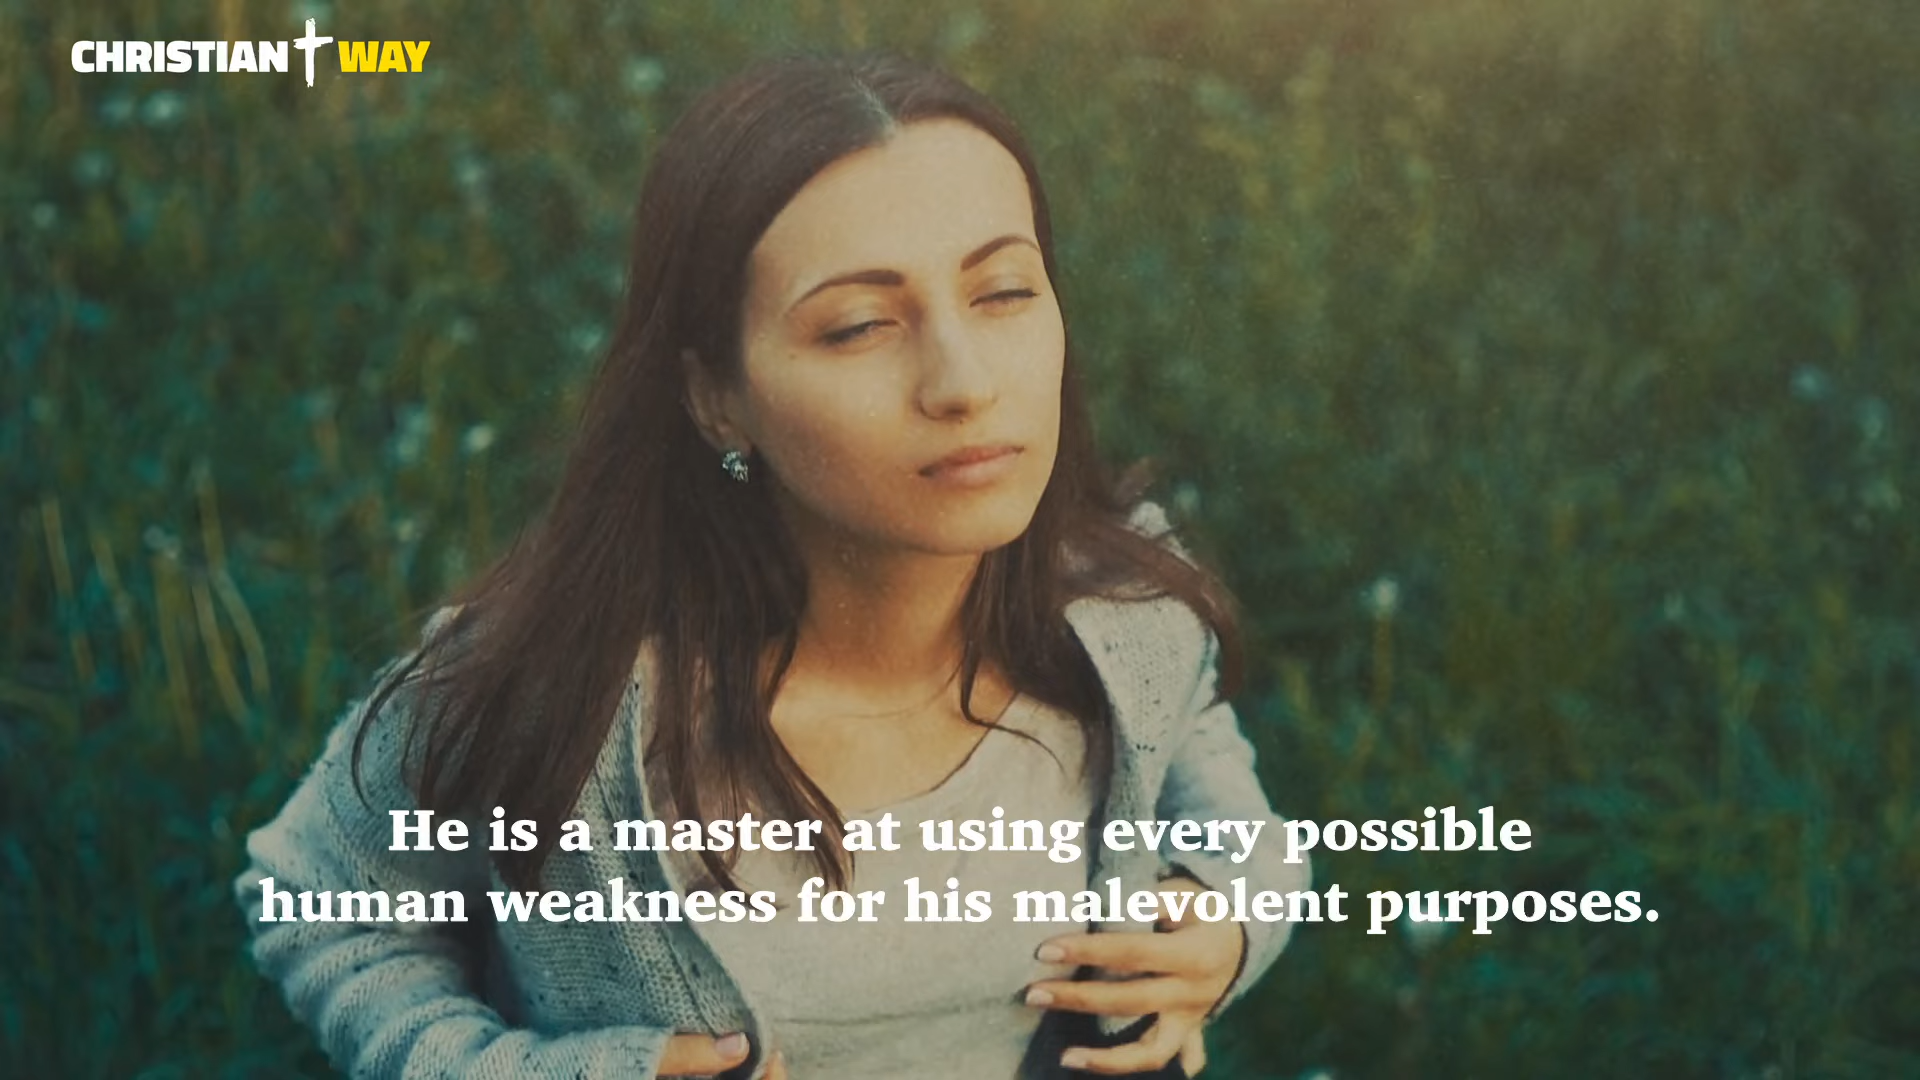 CHRISTIAN WAY
He is a master at using every possible
human weakness for his malevolent purposes.